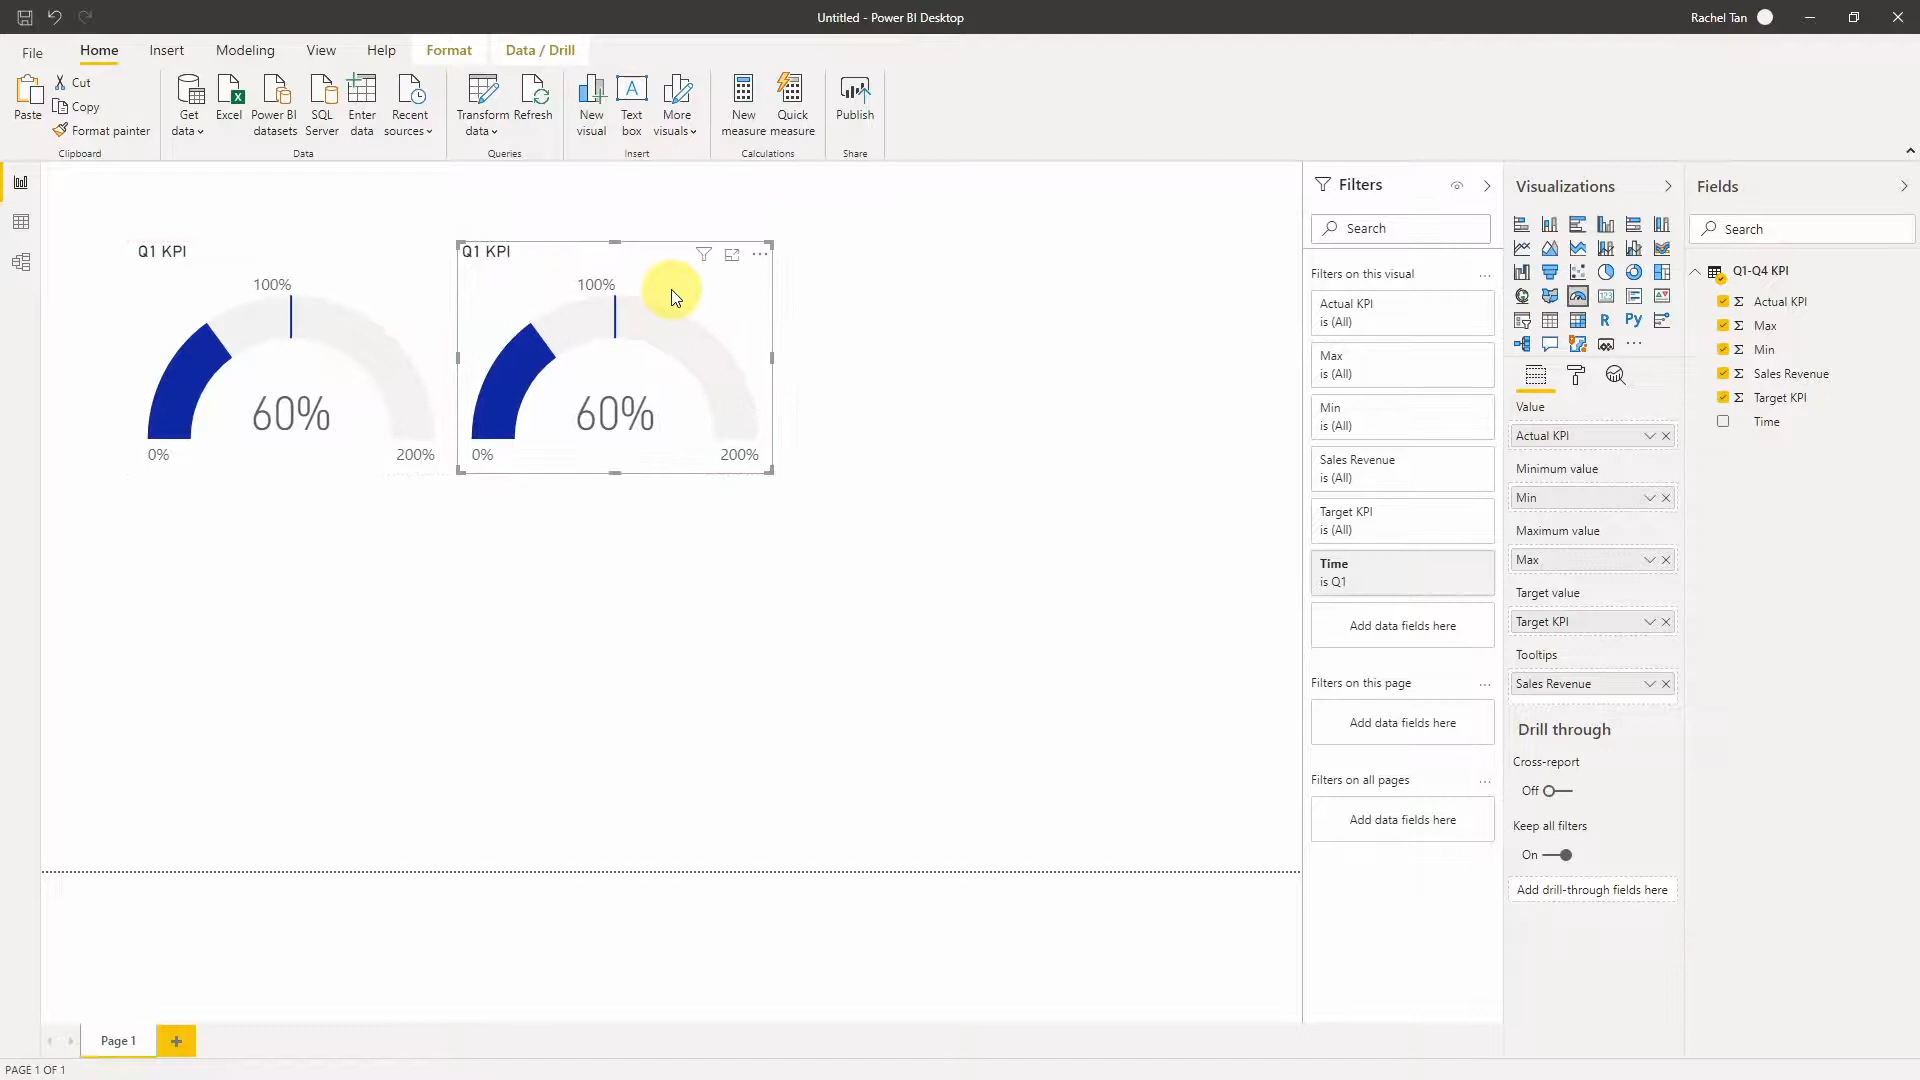 Untitled - Power BI Desktop
Rachel Tan
File
Home
Insert
Modeling
View
Help
Format
Data / Drill
Paste
Cut
Copy
Format painter
Clipboard
Get data
Excel
Power BI datasets
SQL Server
Enter data
Recent sources
Data
Transform data
Refresh
Queries
New visual
Text box
More visuals
Insert
New measure
Quick measure
Calculations
Publish
Share
Q1 KPI
100%
60%
0%
200%
Q1 KPI
100%
60%
0%
200%
Filters
Search
Filters on this visual
Actual KPI
is (All)
Max
is (All)
Min
is (All)
Sales Revenue
is (All)
Target KPI
is (All)
Time
is Q1
Add data fields here
Filters on this page
Add data fields here
Filters on all pages
Add data fields here
Visualizations
R
Py
Value
Actual KPI
Minimum value
Min
Maximum value
Max
Target value
Target KPI
Tooltips
Sales Revenue
Drill through
Cross-report
Off
Keep all filters
On
Add drill-through fields here
Fields
Search
Q1-Q4 KPI
Actual KPI
Max
Min
Sales Revenue
Target KPI
Time
Page 1
PAGE 1 OF 1